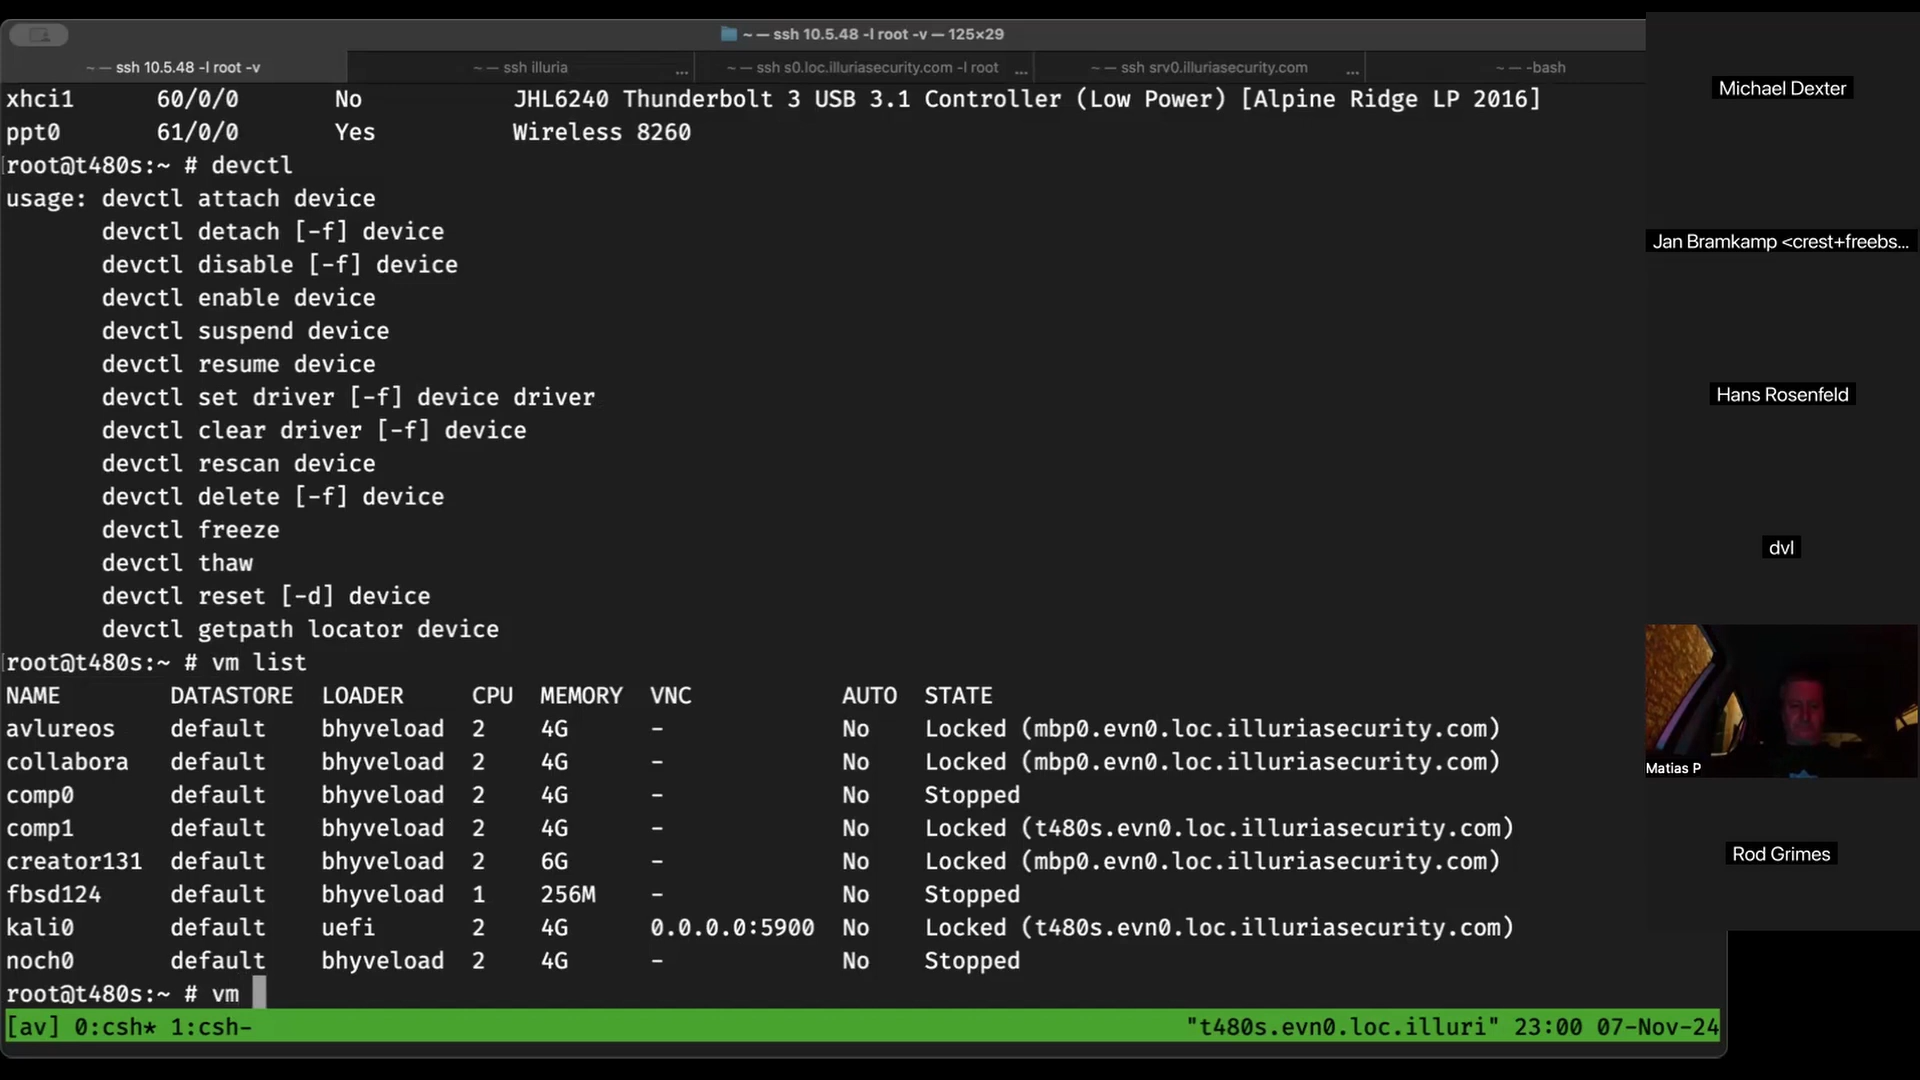 ~ — ssh 10.5.48 -l root -v — 125×29
~ — ssh 10.5.48 -l root -v
~ — ssh illuria ...
~ — ssh s0.loc.illuriasecurity.com -l root ...
~ — ssh srv0.illuriasecurity.com ...
~ — -bash
xhci1 60/0/0 No JHL6240 Thunderbolt 3 USB 3.1 Controller (Low Power) [Alpine Ridge LP 2016]
ppt0 61/0/0 Yes Wireless 8260
[root@t480s:~ # devctl
usage: devctl attach device
devctl detach [-f] device
devctl disable [-f] device
devctl enable device
devctl suspend device
devctl resume device
devctl set driver [-f] device driver
devctl clear driver [-f] device
devctl rescan device
devctl delete [-f] device
devctl freeze
devctl thaw
devctl reset [-d] device
devctl getpath locator device
[root@t480s:~ # vm list
NAME DATASTORE LOADER CPU MEMORY VNC AUTO STATE
avlureos default bhyveload 2 4G - No Locked (mbp0.evn0.loc.illuriasecurity.com)
collabora default bhyveload 2 4G - No Locked (mbp0.evn0.loc.illuriasecurity.com)
comp0 default bhyveload 2 4G - No Stopped
comp1 default bhyveload 2 4G - No Locked (t480s.evn0.loc.illuriasecurity.com)
creator131 default bhyveload 2 6G - No Locked (mbp0.evn0.loc.illuriasecurity.com)
fbsd124 default bhyveload 1 256M - No Stopped
kali0 default uefi 2 4G 0.0.0.0:5900 No Locked (t480s.evn0.loc.illuriasecurity.com)
noch0 default bhyveload 2 4G - No Stopped
root@t480s:~ # vm
[av] 0:csh* 1:csh- "t480s.evn0.loc.illuri" 23:00 07-Nov-24
Michael Dexter
Jan Bramkamp <crest+freebs...
Hans Rosenfeld
dvl
Matias P
Rod Grimes